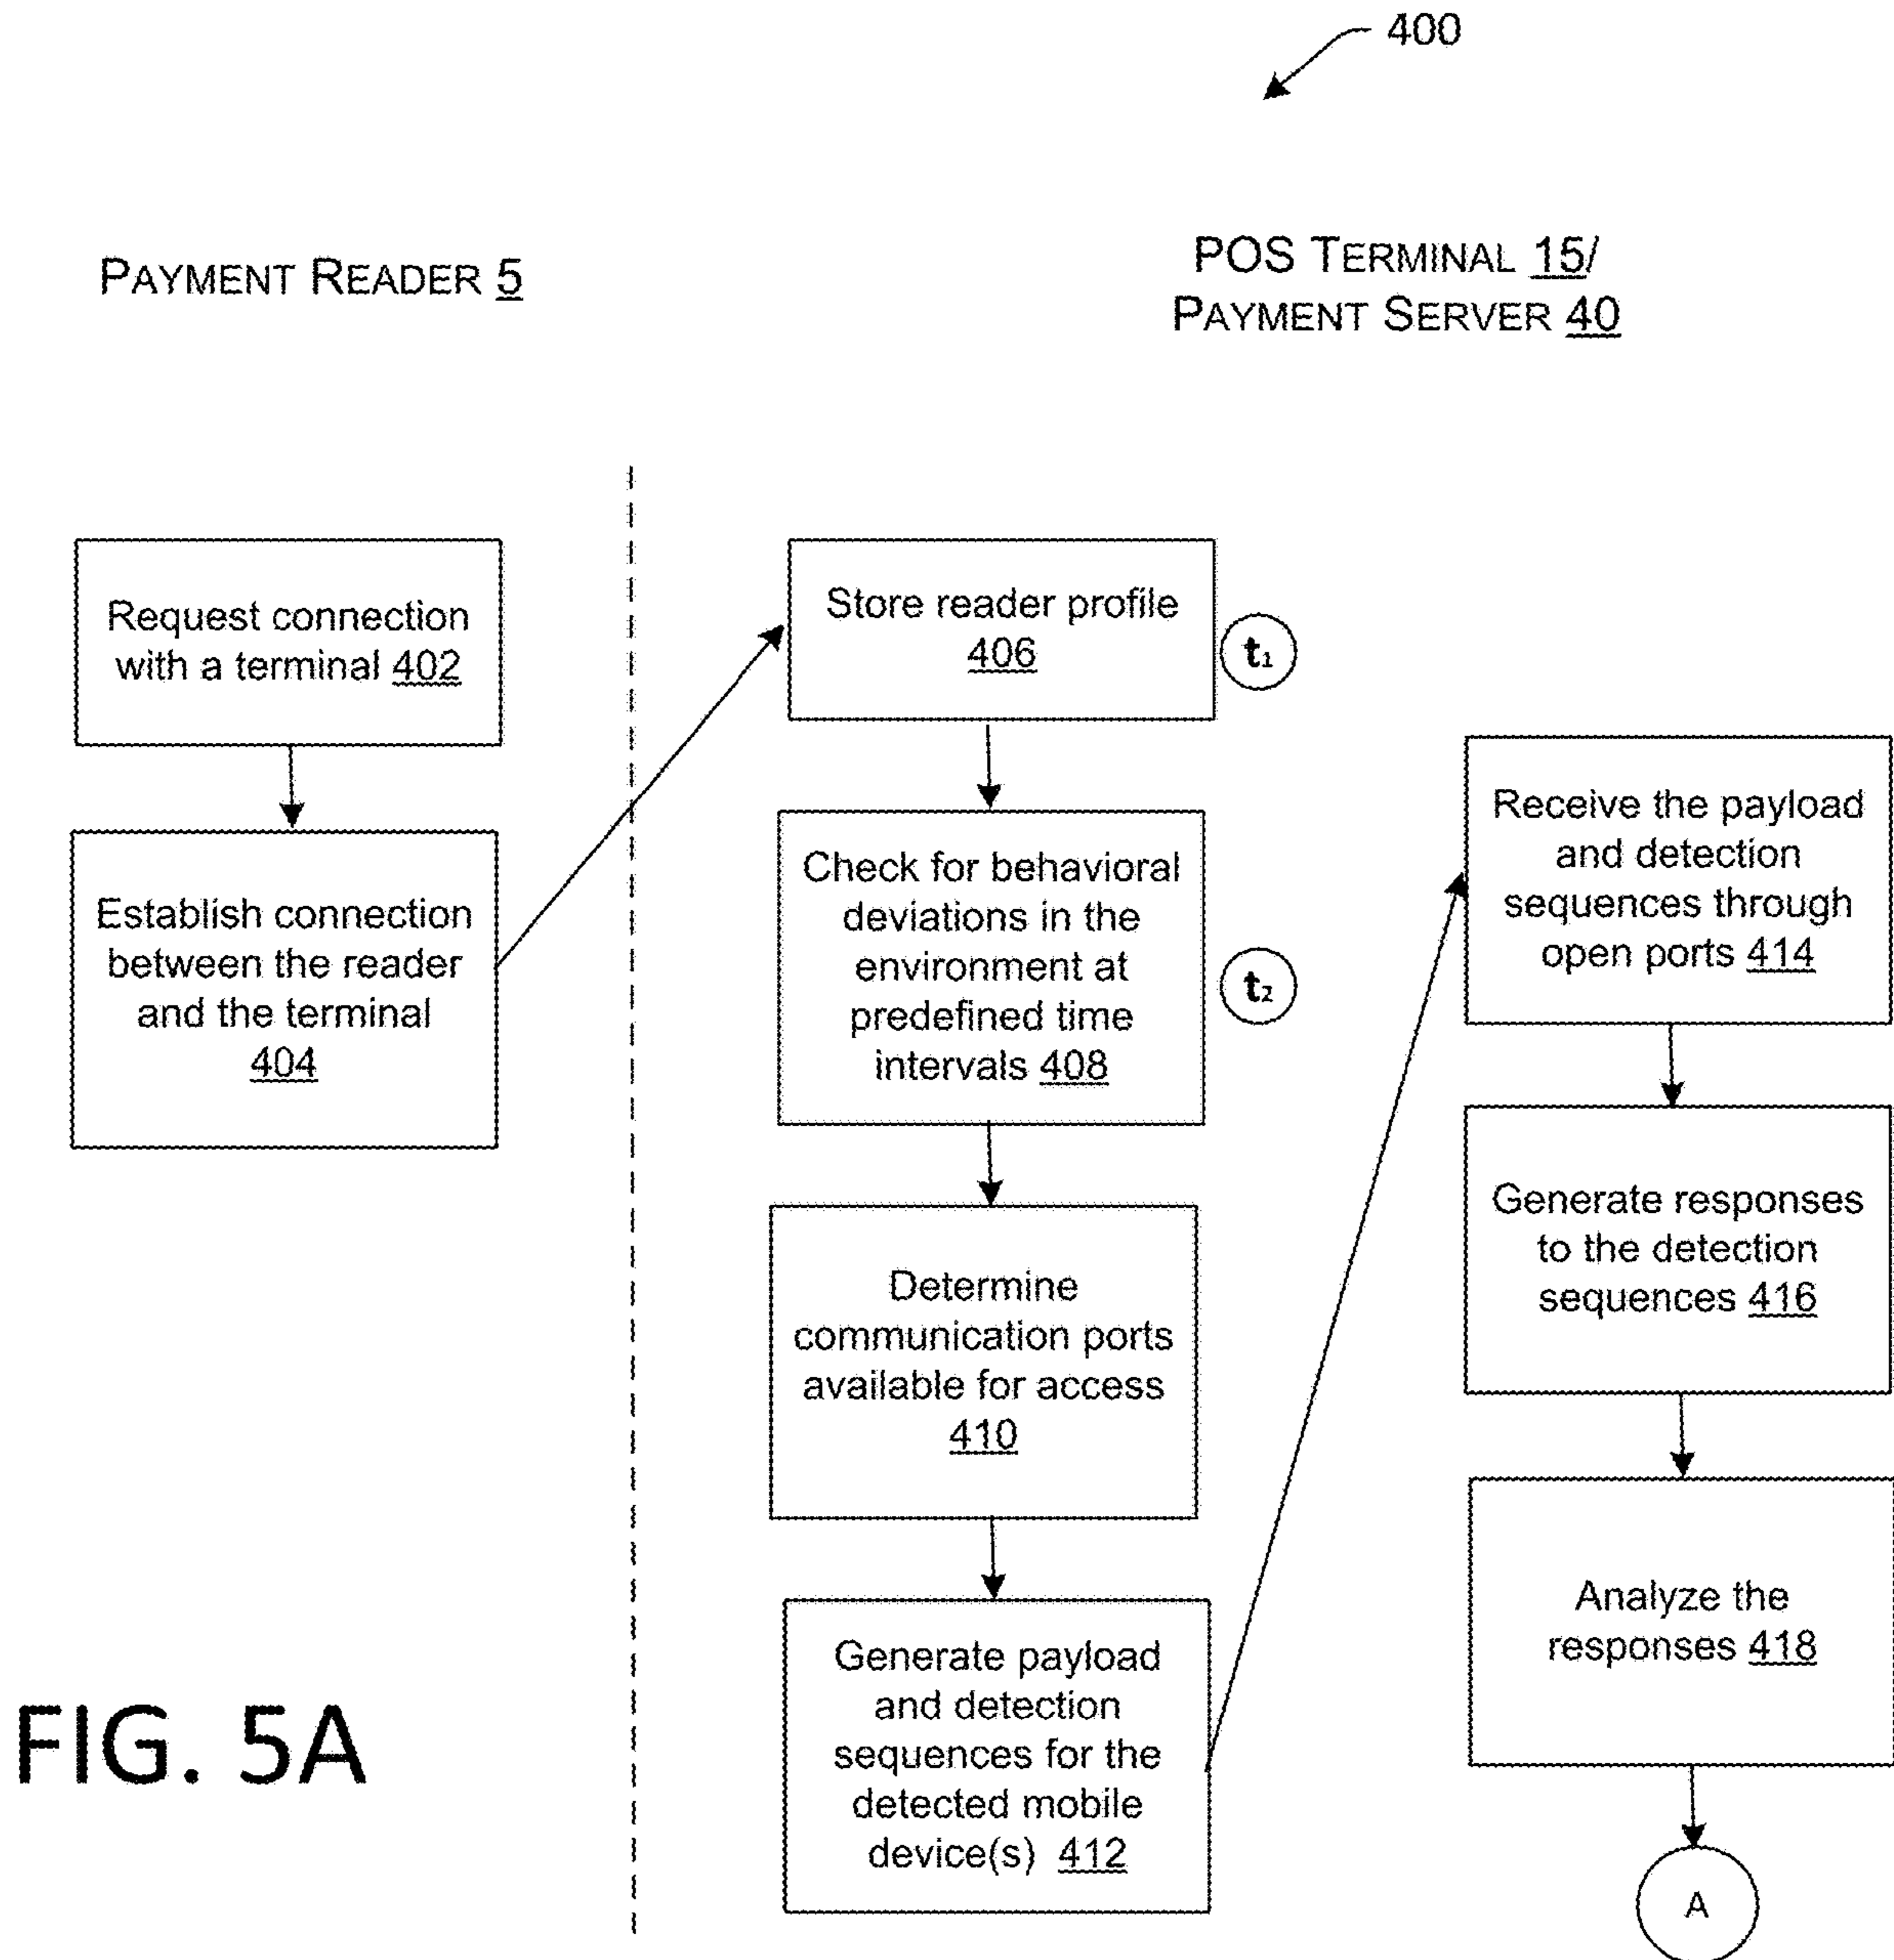 400
PAYMENT READER 5
POS TERMINAL 15/
PAYMENT SERVER 40
Request connection
with a terminal 402
Establish connection
between the reader
and the terminal
404
Store reader profile
406
t₁
Check for behavioral
deviations in the
environment at
predefined time
intervals 408
t₂
Determine
communication ports
available for access
410
Generate payload
and detection
sequences for the
detected mobile
device(s) 412
Receive the payload
and detection
sequences through
open ports 414
Generate responses
to the detection
sequences 416
Analyze the
responses 418
A
FIG. 5A